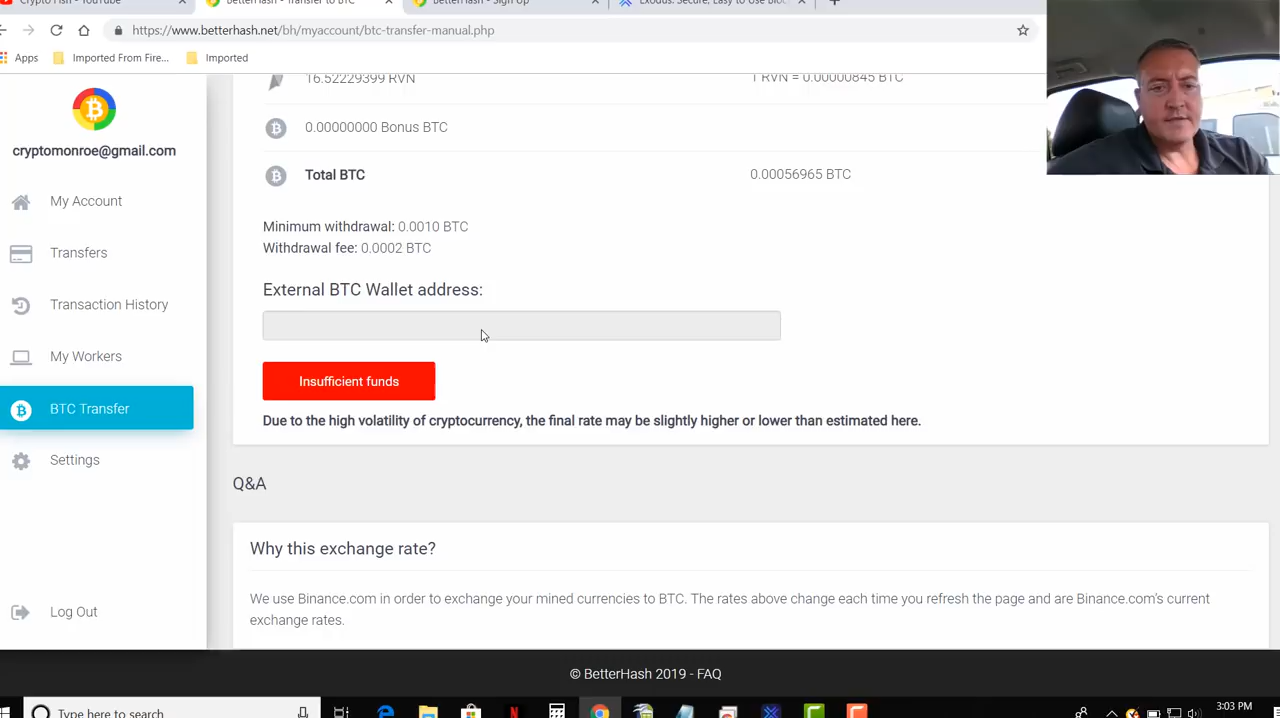 Crypto Fish - YouTube
BetterHash - Transfer to BTC
BetterHash - Sign Up
Exodus: Secure, Easy to Use Bloc
https://www.betterhash.net/bh/myaccount/btc-transfer-manual.php
Apps
Imported From Fire...
Imported
16.52229399 RVN
1 RVN = 0.00000845 BTC
cryptomonroe@gmail.com
0.00000000 Bonus BTC
Total BTC
0.00056965 BTC
My Account
Minimum withdrawal: 0.0010 BTC
Withdrawal fee: 0.0002 BTC
Transfers
External BTC Wallet address:
Transaction History
My Workers
Insufficient funds
BTC Transfer
Due to the high volatility of cryptocurrency, the final rate may be slightly higher or lower than estimated here.
Settings
Q&A
Why this exchange rate?
We use Binance.com in order to exchange your mined currencies to BTC. The rates above change each time you refresh the page and are Binance.com's current
exchange rates.
Log Out
© BetterHash 2019 - FAQ
Type here to search
3:03 PM